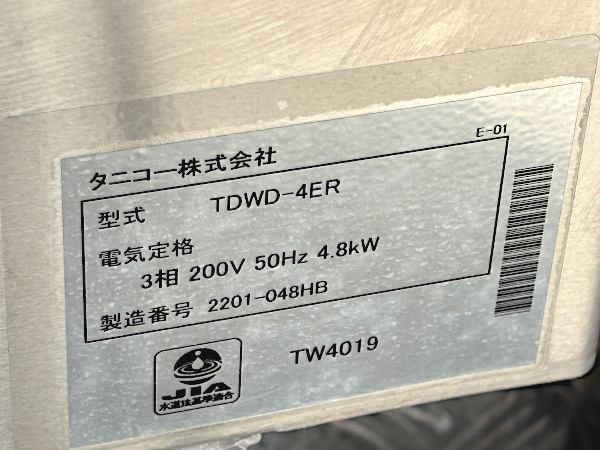 E-01
タニコー株式会社
型式 TDWD-4ER
電気定格
3相 200V 50Hz 4.8kW
製造番号 2201-048HB
JIA
水道法基準適合
TW4019